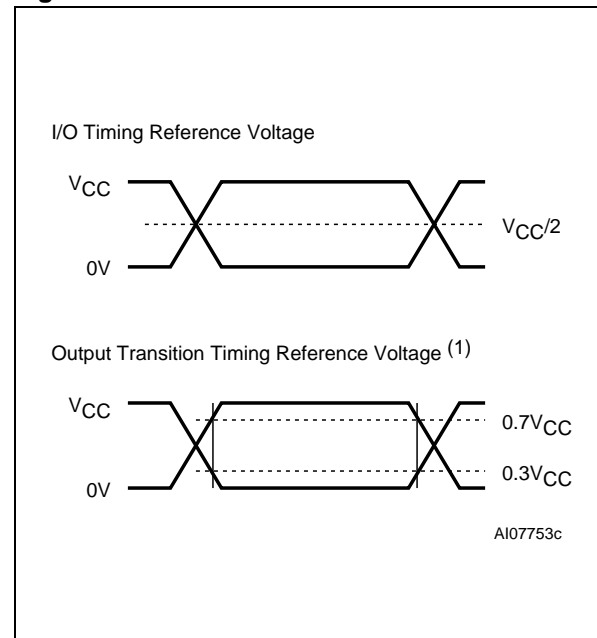 I/O Timing Reference Voltage
VCC
VCC/2
0V
Output Transition Timing Reference Voltage (1)
VCC
0.7VCC
0.3VCC
0V
AI07753c